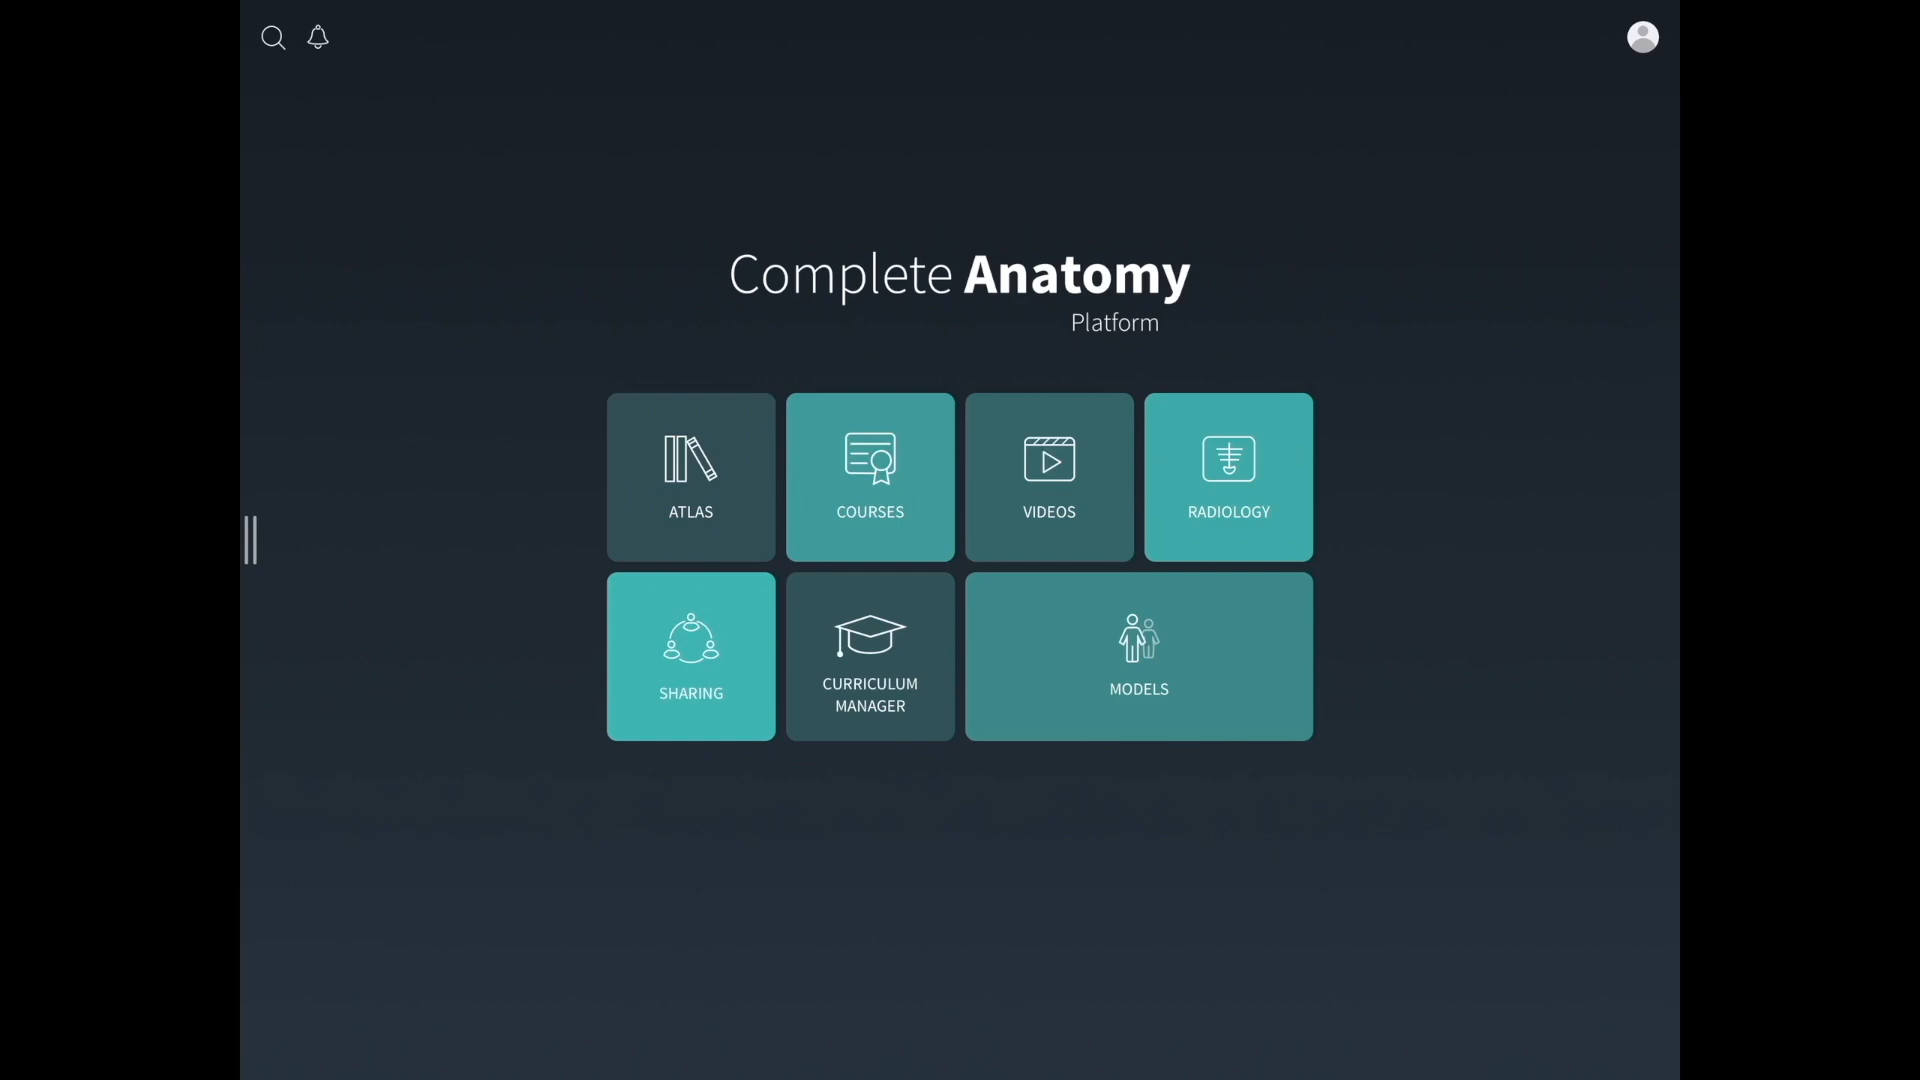 Complete Anatomy
Platform
ATLAS
COURSES
VIDEOS
RADIOLOGY
SHARING
CURRICULUM
MANAGER
MODELS